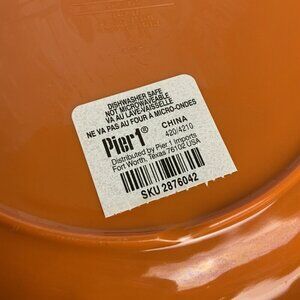 DISHWASHER SAFE
NOT MICROWAVEABLE
VA AU LAVE-VAISSELLE
NE VA PAS AU FOUR À MICRO-ONDES
Pier 1® CHINA
420/4210
Distributed by Pier 1 Imports
Fort Worth, Texas 76102 USA
SKU 2876042